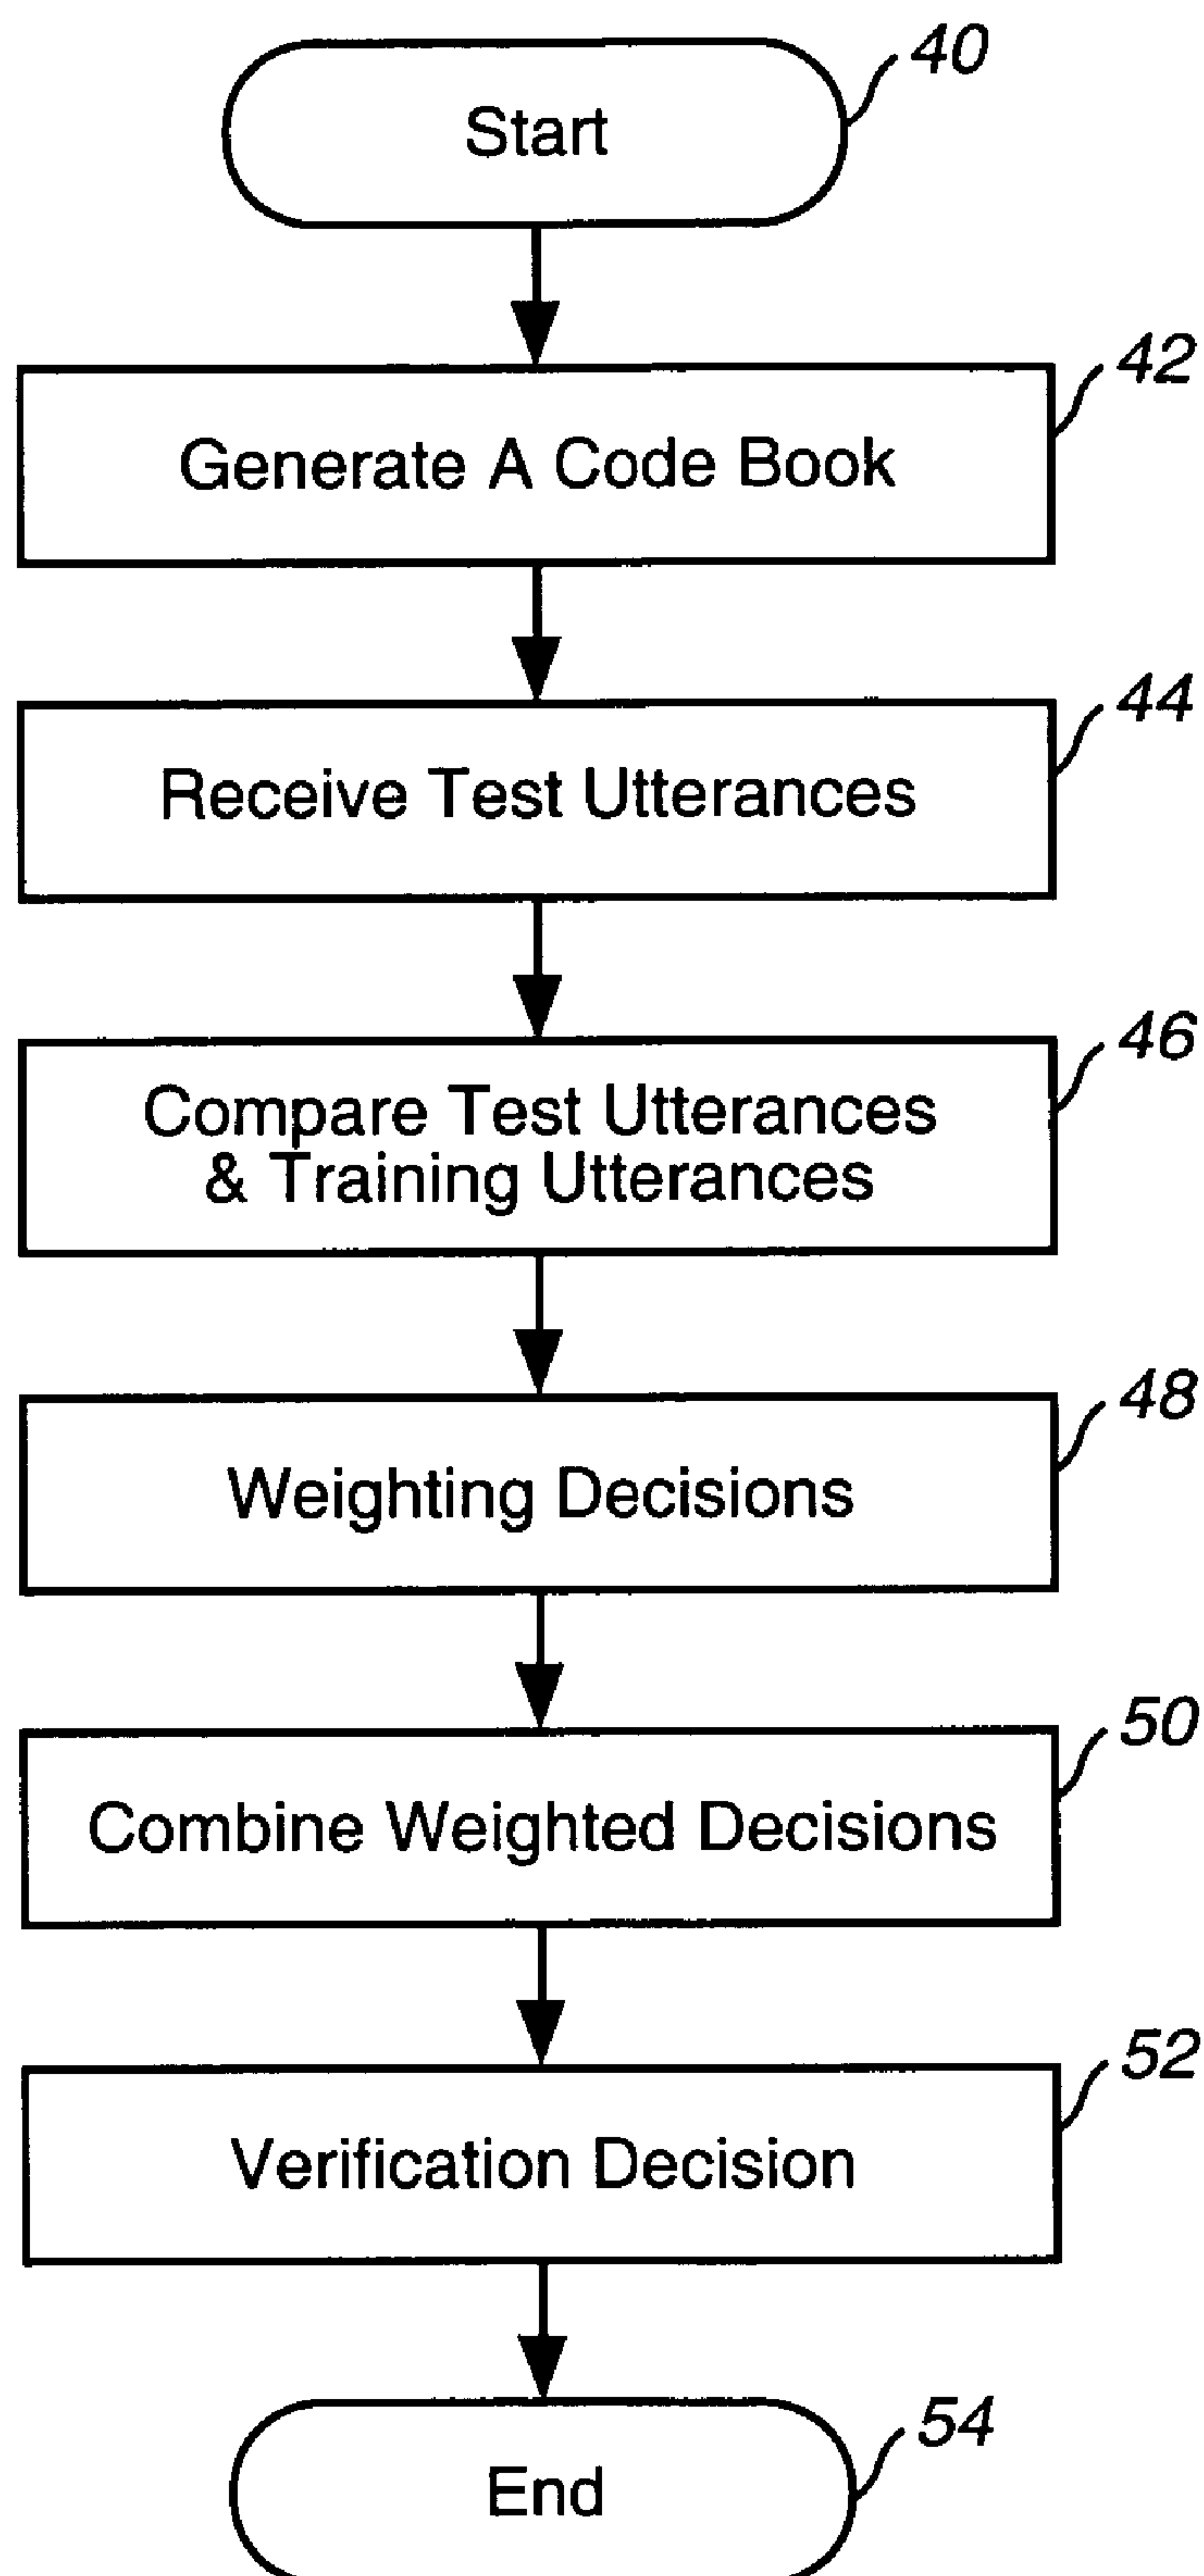 40
Start
42
Generate A Code Book
44
Receive Test Utterances
46
Compare Test Utterances
& Training Utterances
48
Weighting Decisions
50
Combine Weighted Decisions
52
Verification Decision
54
End